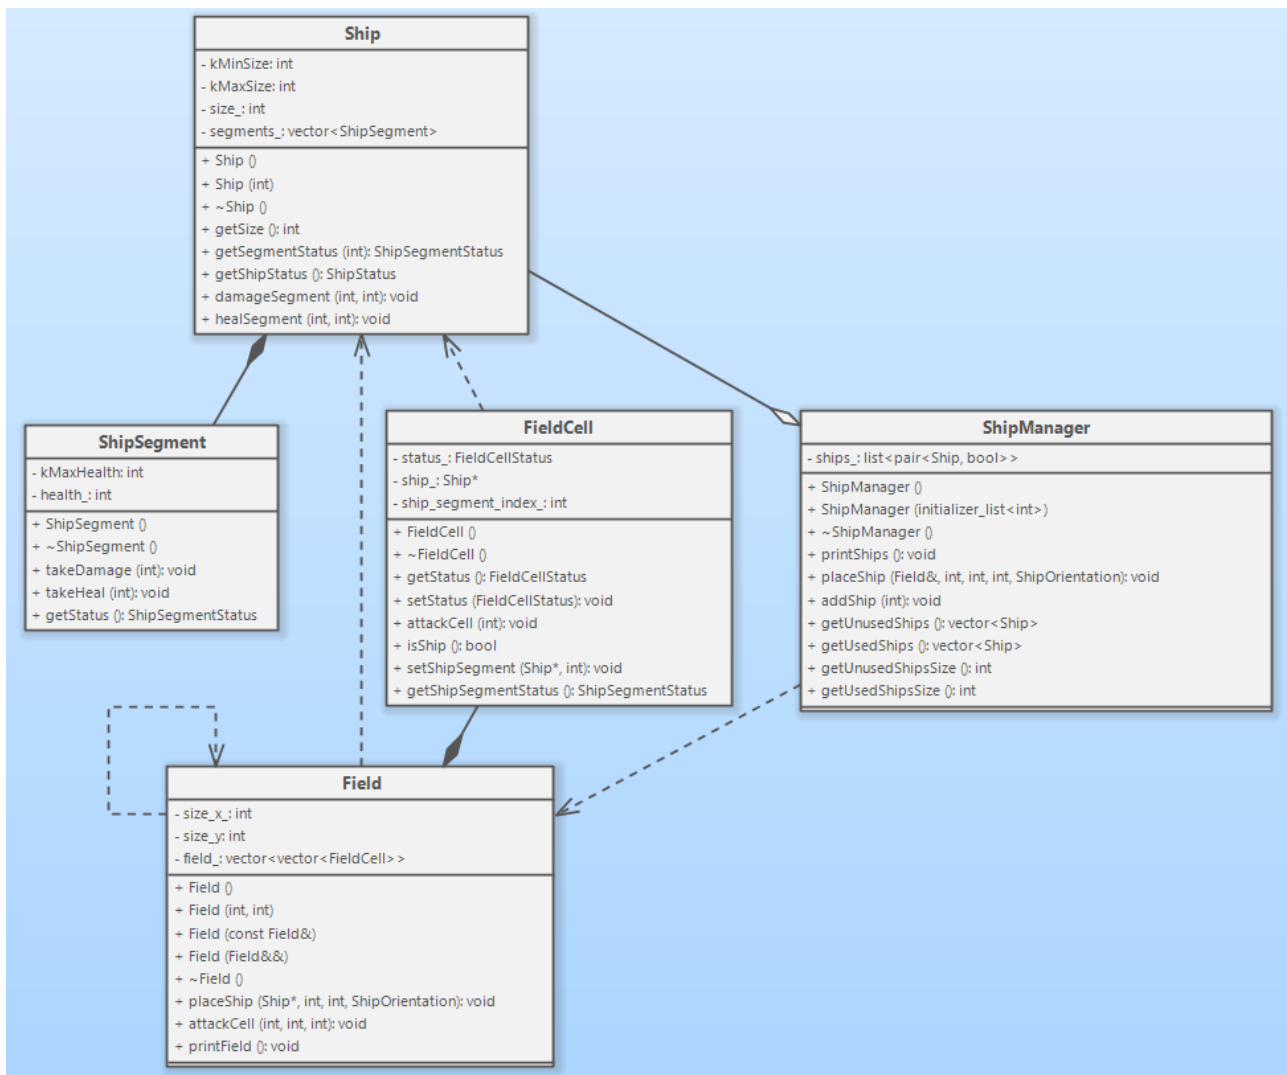 Ship
- kMinSize: int
- kMaxSize: int
- size_: int
- segments_: vector<ShipSegment>
+ Ship ()
+ Ship (int)
+ ~Ship ()
+ getSize (): int
+ getSegmentStatus (int): ShipSegmentStatus
+ getShipStatus (): ShipStatus
+ damageSegment (int, int): void
+ healSegment (int, int): void
ShipSegment
- kMaxHealth: int
- health_: int
+ ShipSegment ()
+ ~ShipSegment ()
+ takeDamage (int): void
+ takeHeal (int): void
+ getStatus (): ShipSegmentStatus
FieldCell
- status_: FieldCellStatus
- ship_: Ship*
- ship_segment_index_: int
+ FieldCell ()
+ ~FieldCell ()
+ getStatus (): FieldCellStatus
+ setStatus (FieldCellStatus): void
+ attackCell (int): void
+ isShip (): bool
+ setShipSegment (Ship*, int): void
+ getShipSegmentStatus (): ShipSegmentStatus
ShipManager
- ships_: list<pair<Ship, bool>>
+ ShipManager ()
+ ShipManager (initializer_list<int>)
+ ~ShipManager ()
+ printShips (): void
+ placeShip (Field&, int, int, int, ShipOrientation): void
+ addShip (int): void
+ getUnusedShips (): vector<Ship>
+ getUsedShips (): vector<Ship>
+ getUnusedShipsSize (): int
+ getUsedShipsSize (): int
Field
- size_x_: int
- size_y: int
- field_: vector<vector<FieldCell>>
+ Field ()
+ Field (int, int)
+ Field (const Field&)
+ Field (Field&&)
+ ~Field ()
+ placeShip (Ship*, int, int, ShipOrientation): void
+ attackCell (int, int, int): void
+ printField (): void